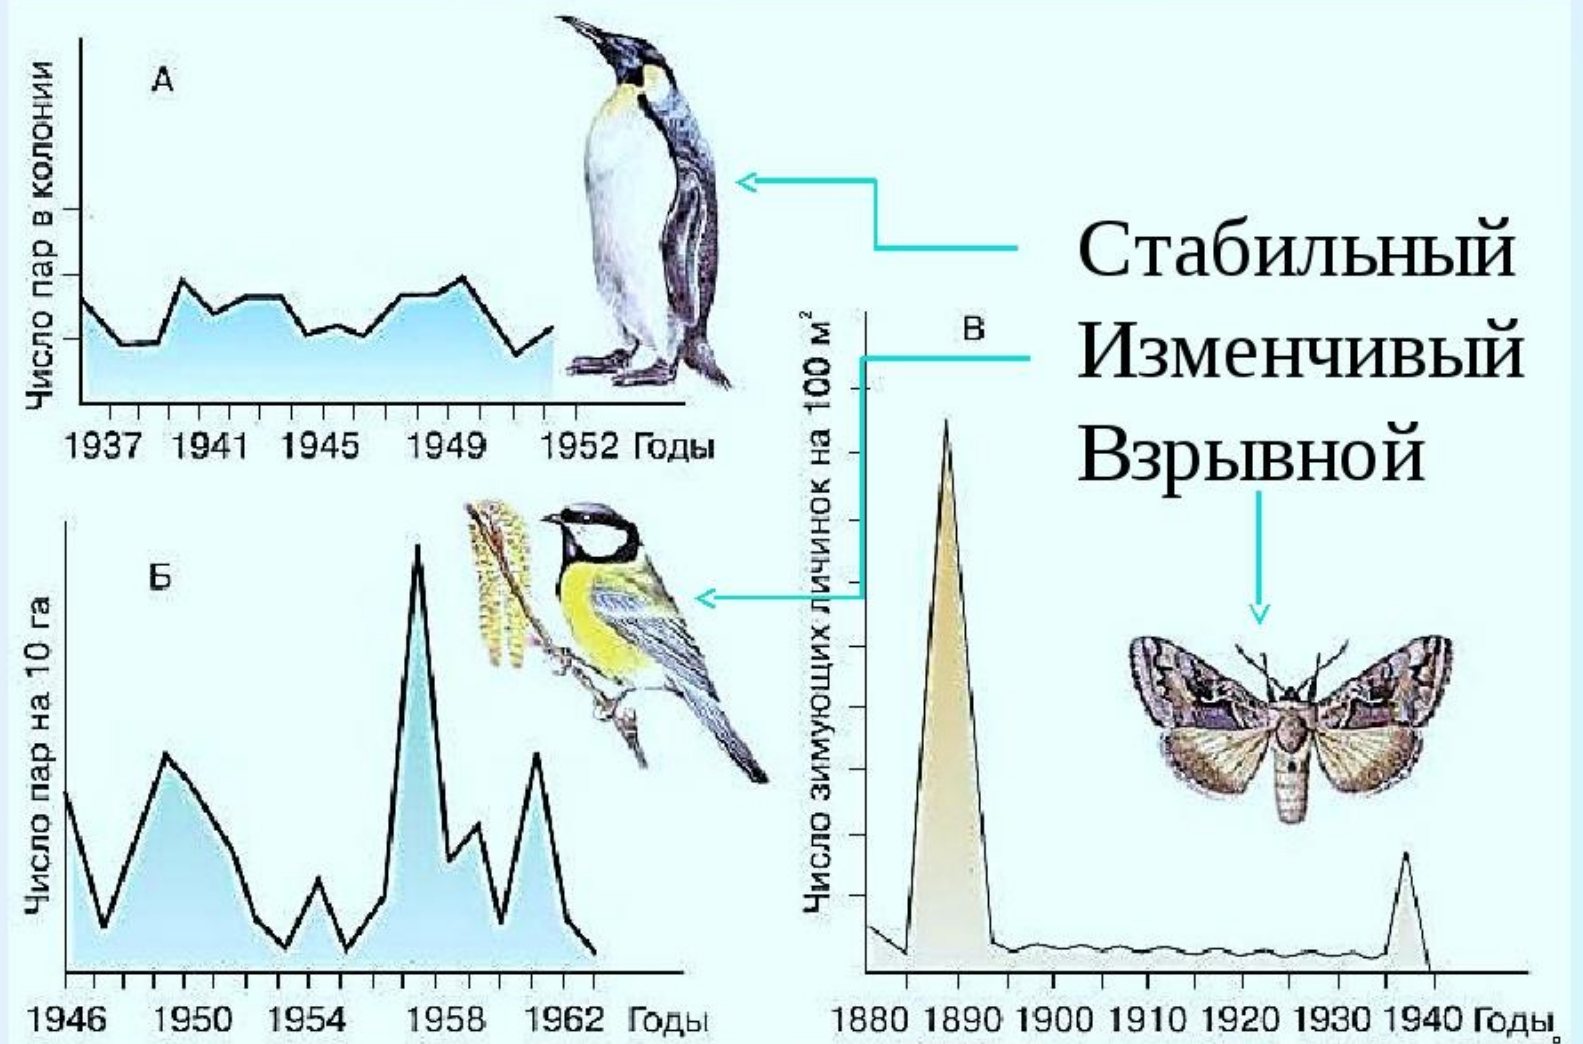 А
Число пар в колонии
1937 1941 1945 1949 1952 Годы
Стабильный
Изменчивый
Взрывной
Б
Число пар на 10 га
1946 1950 1954 1958 1962 Годы
В
Число зимующих личинок на 100 м²
1880 1890 1900 1910 1920 1930 1940 Годы